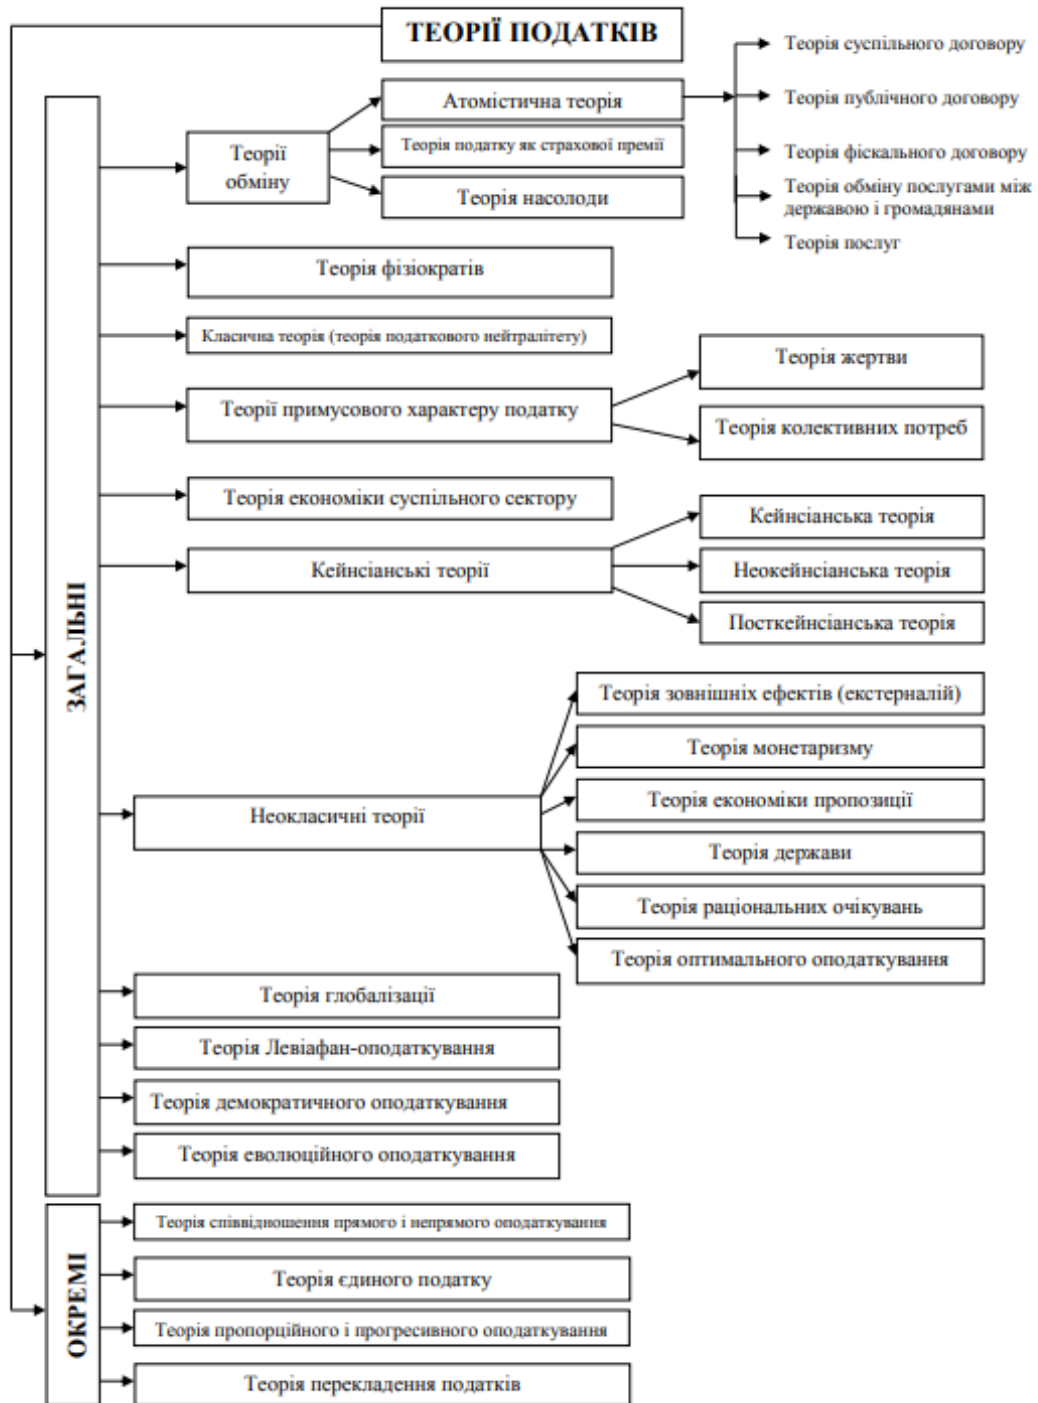 ТЕОРІЇ ПОДАТКІВ
ЗАГАЛЬНІ
Теорії
обміну
Атомістична теорія
Теорія суспільного договору
Теорія публічного договору
Теорія фіскального договору
Теорія обміну послугами між
державою і громадянами
Теорія послуг
Теорія податку як страхової премії
Теорія насолоди
Теорія фізіократів
Класична теорія (теорія податкового нейтралітету)
Теорії примусового характеру податку
Теорія жертви
Теорія колективних потреб
Теорія економіки суспільного сектору
Кейнсіанські теорії
Кейнсіанська теорія
Неокейнсіанська теорія
Посткейнсіанська теорія
Неокласичні теорії
Теорія зовнішніх ефектів (екстерналій)
Теорія монетаризму
Теорія економіки пропозиції
Теорія держави
Теорія раціональних очікувань
Теорія оптимального оподаткування
Теорія глобалізації
Теорія Левіафан-оподаткування
Теорія демократичного оподаткування
Теорія еволюційного оподаткування
ОКРЕМІ
Теорія співвідношення прямого і непрямого оподаткування
Теорія єдиного податку
Теорія пропорційного і прогресивного оподаткування
Теорія перекладення податків